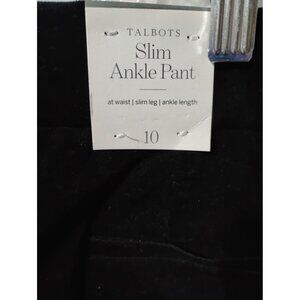 TALBOTS
Slim
Ankle Pant
at waist | slim leg | ankle length
10